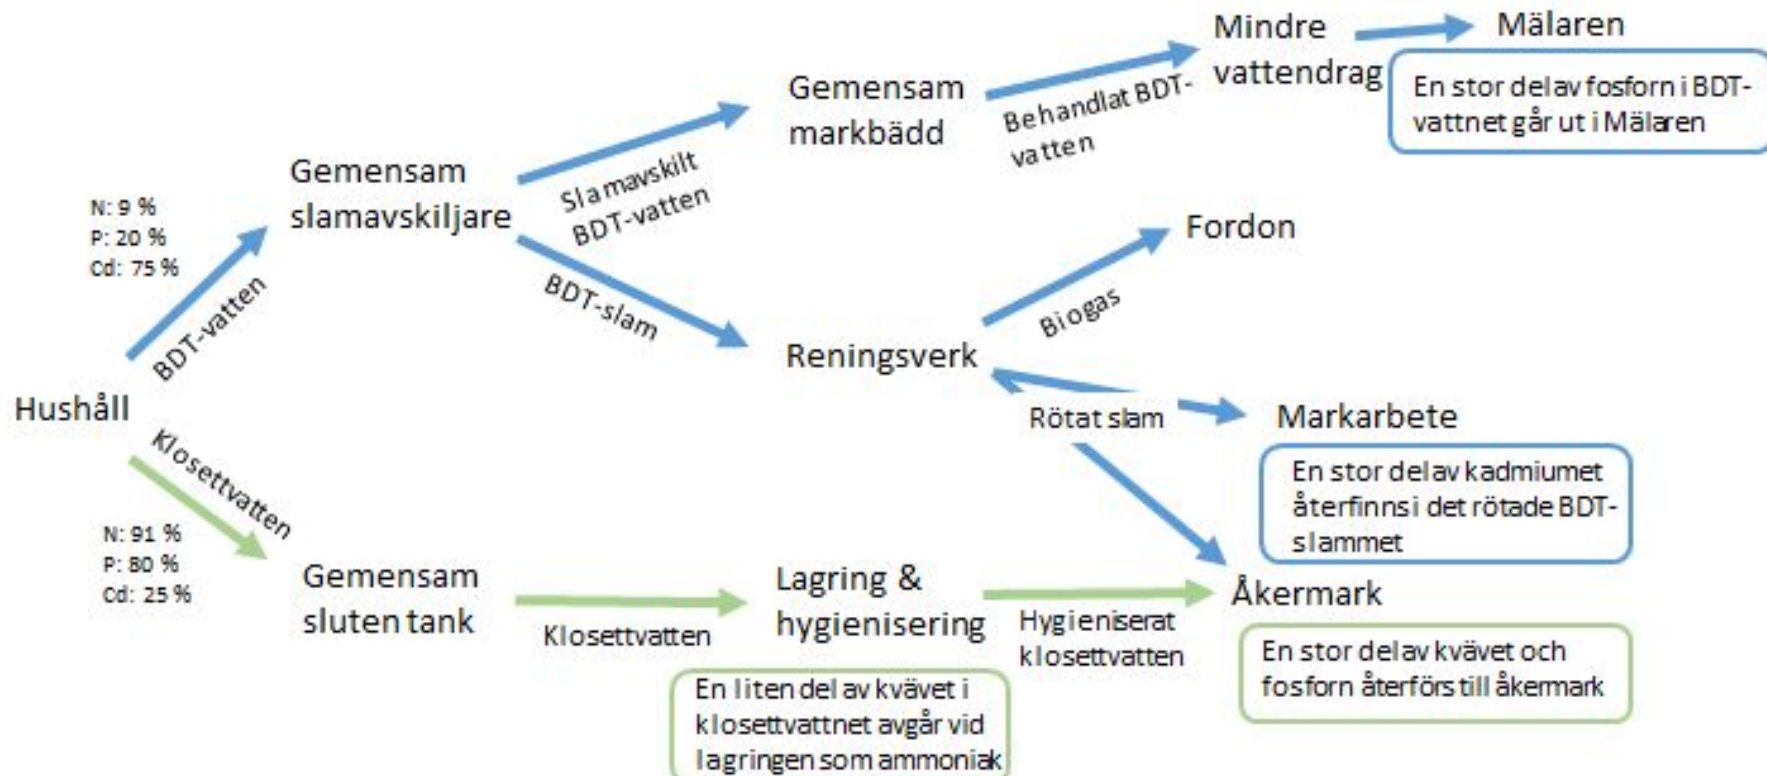 Mindre
vattendrag
Mälaren
En stor del av fosforn i BDT-
vattnet går ut i Mälaren
Gemensam
markbädd
Behandlat BDT-
vatten
Gemensam
slamavskiljare
Slamavskilt
BDT-vatten
N: 9 %
P: 20 %
Cd: 75 %
BDT-vatten
Fordon
BDT-slam
Biogas
Reningsverk
Hushåll
Rötat slam
Markarbete
En stor del av kadmiumet
återfinns i det rötade BDT-
slammet
Klosettvatten
N: 91 %
P: 80 %
Cd: 25 %
Gemensam
sluten tank
Klosettvatten
Lagring &
hygienisering
Hygieniserat
klosettvatten
Åkermark
En liten del av kvävet i
klosettvattnet avgår vid
lagringen som ammoniak
En stor del av kvävet och
fosforn återförs till åkermark